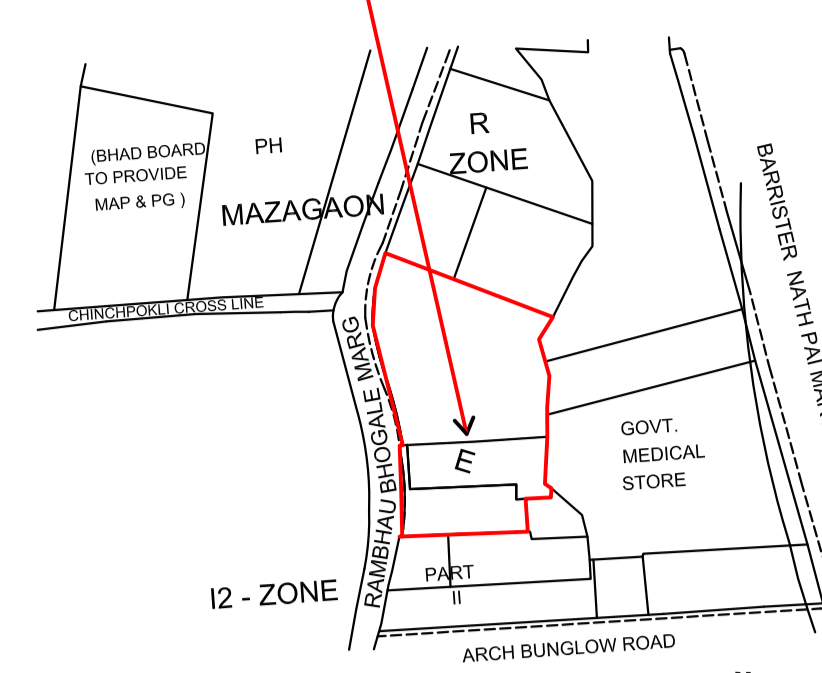 R
ZONE
PH
(BHAD BOARD
TO PROVIDE
MAP & PG )
MAZAGAON
BARRISTER NATH PAI
CHINCHPOKLI CROSS LINE
RAMBHAU BHOGALE MARG
GOVT.
MEDICAL
STORE
E
I2 - ZONE
PART
II
ARCH BUNGLOW ROAD